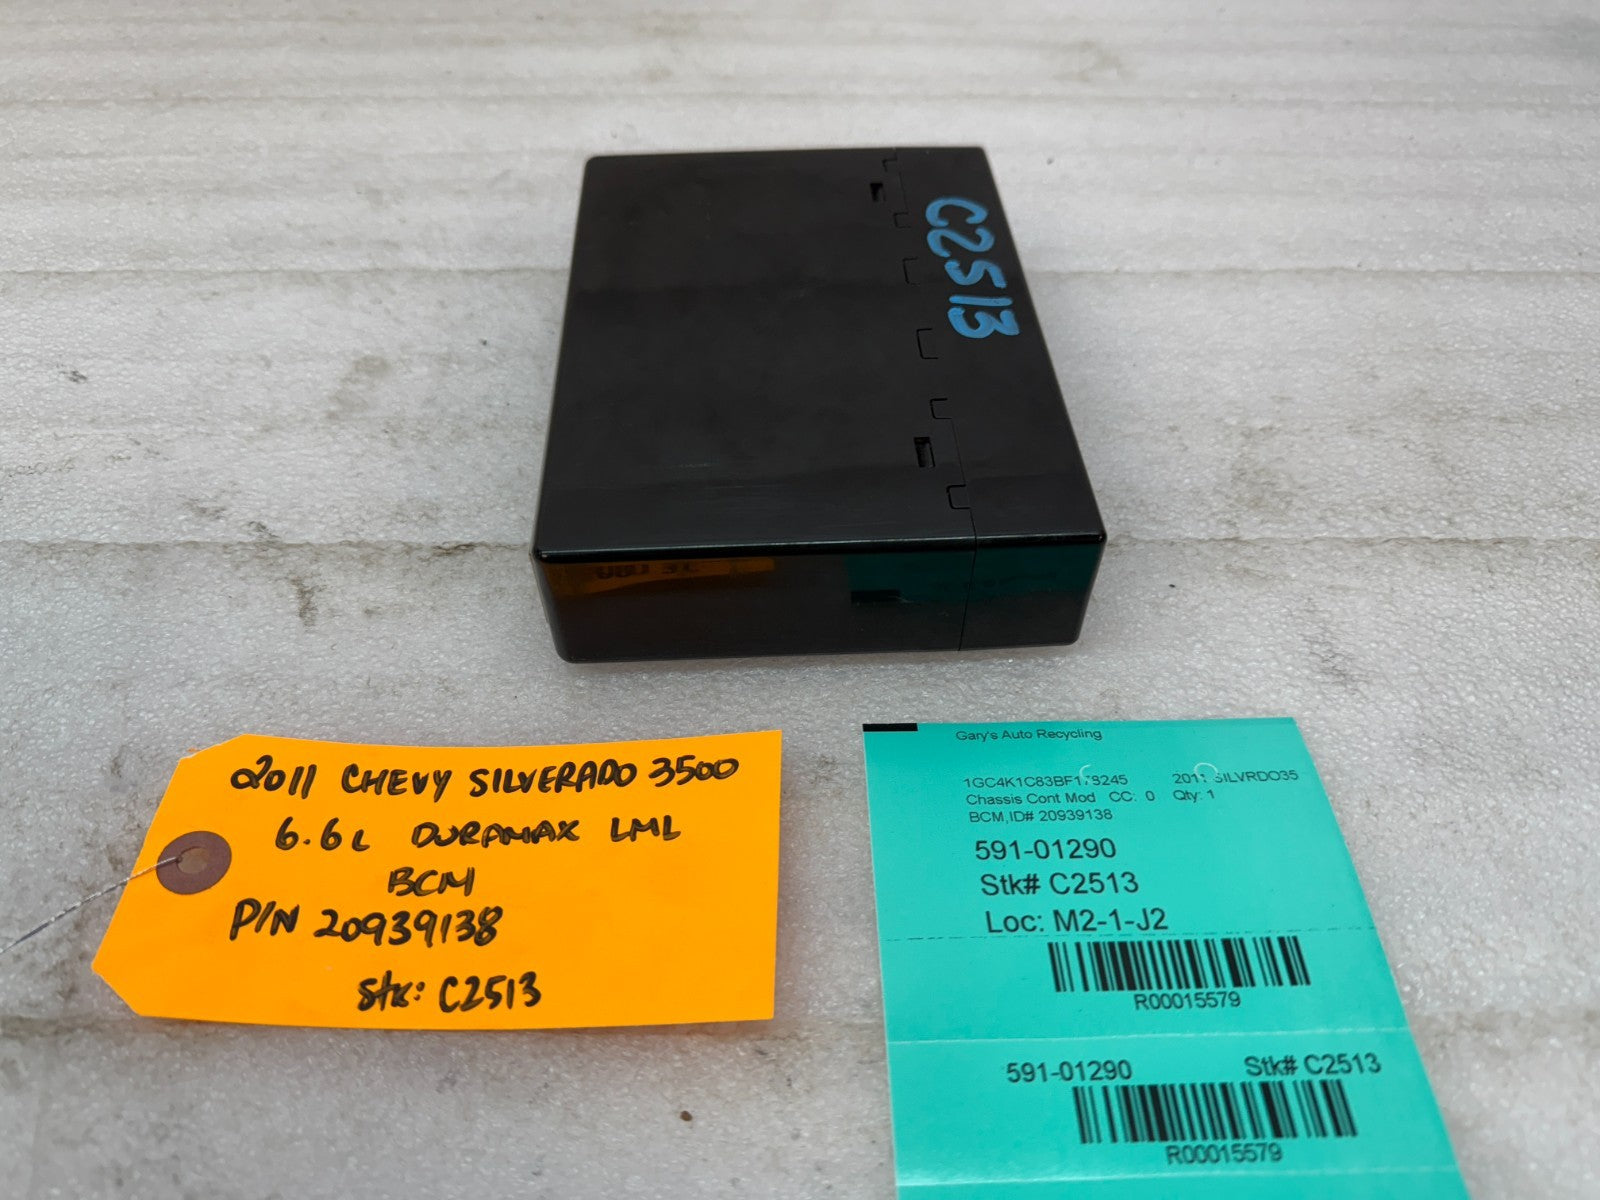 C2513
2011 CHEVY SILVERADO 3500
6.6L DURAMAX LML
BCM
P/N 20939138
Stk: C2513
Gary's Auto Recycling
2011 SILVRDO35
Chassis Cont Mod CC: 0 Qty: 1
BCM,ID# 20939138
591-01290
Stk# C2513
Loc: M2-1-J2
R00015579
591-01290 Stk# C2513
R00015579